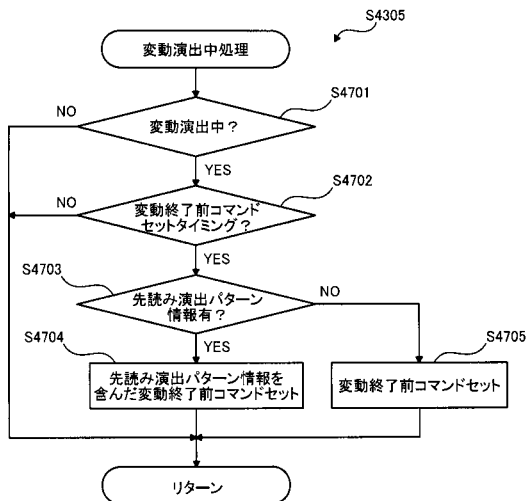 S4305
変動演出中処理
S4701
NO
変動演出中？
YES
S4702
NO
変動終了前コマンド
セットタイミング？
YES
S4703
先読み演出パターン
情報有？
NO
YES
S4704
先読み演出パターン情報を
含んだ変動終了前コマンドセット
S4705
変動終了前コマンドセット
リターン